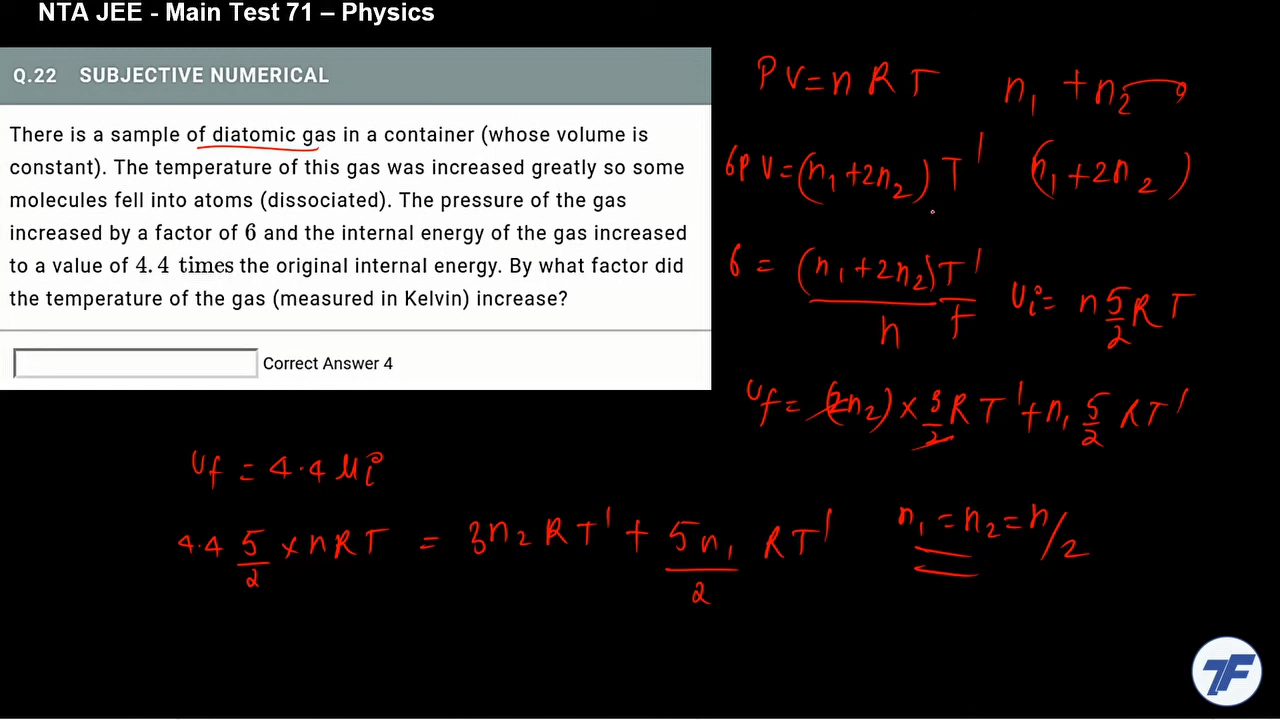 NTA JEE - Main Test 71 – Physics
Q.22 SUBJECTIVE NUMERICAL
There is a sample of diatomic gas in a container (whose volume is
constant). The temperature of this gas was increased greatly so some
molecules fell into atoms (dissociated). The pressure of the gas
increased by a factor of 6 and the internal energy of the gas increased
to a value of 4.4 times the original internal energy. By what factor did
the temperature of the gas (measured in Kelvin) increase?
Correct Answer 4
PV = nRT n₁ + n₂
6PV = (n₁+2n₂) T' (n₁+2n₂)
6 = (n₁+2n₂)T' / n T Ui = n 5/2 RT
Uf = (2n₂) × 3/2 RT' + n₁ 5/2 RT'
Uf = 4.4 Ui
4.4 5/2 × nRT = 3n₂RT' + 5n₁/2 RT' n₁ = n₂ = n/2
7F